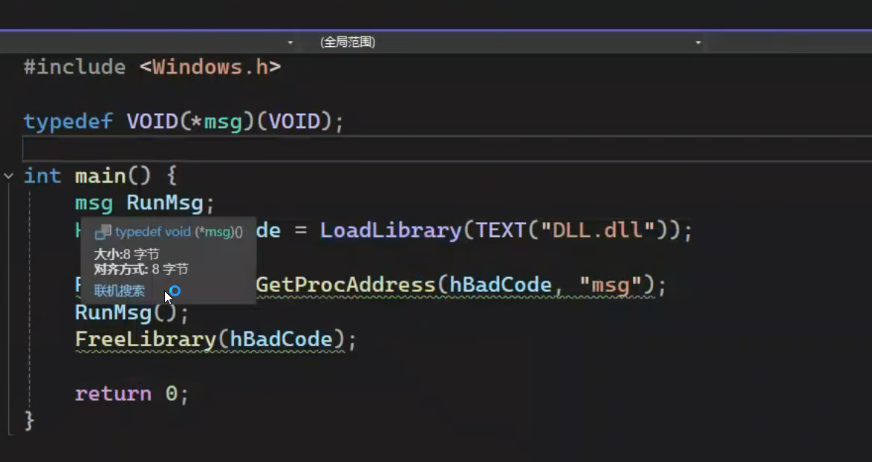 (全局范围)
#include <Windows.h>
typedef VOID(*msg)(VOID);
int main() {
msg RunMsg;
de = LoadLibrary(TEXT("DLL.dll"));
typedef void (*msg)()
大小:8 字节
对齐方式: 8 字节
联机搜索
GetProcAddress(hBadCode, "msg");
RunMsg();
FreeLibrary(hBadCode);
return 0;
}